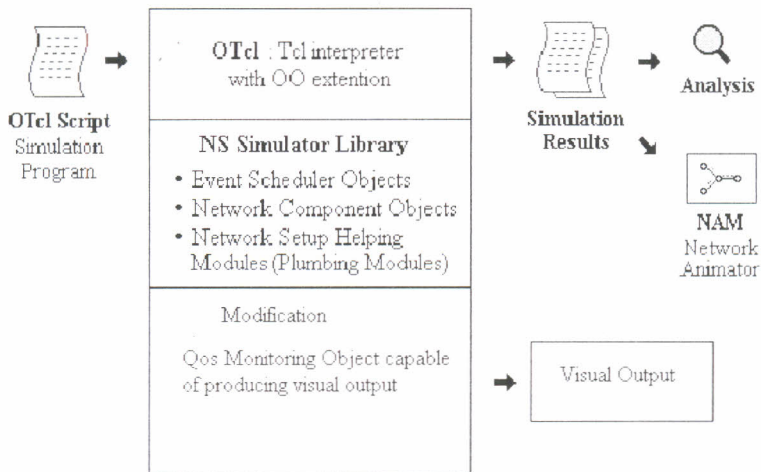 OTcl Script
Simulation
Program
OTcl : Tcl interpreter
with OO extention
NS Simulator Library
• Event Scheduler Objects
• Network Component Objects
• Network Setup Helping
Modules (Plumbing Modules)
Modification
Qos Monitoring Object capable
of producing visual output
Simulation
Results
Analysis
NAM
Network
Animator
Visual Output